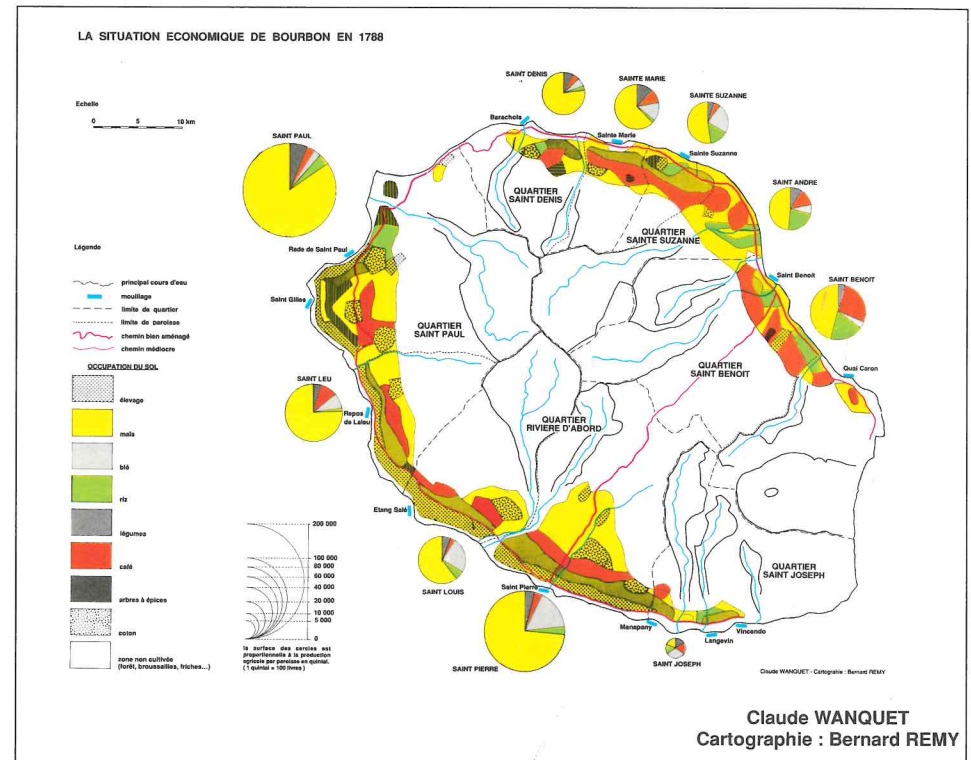 LA SITUATION ECONOMIQUE DE BOURBON EN 1788
Echelle
0 5 10 km
SAINT PAUL
SAINT DENIS
SAINTE MARIE
SAINTE SUZANNE
Barachois
Sainte Marie
Sainte Suzanne
SAINT ANDRE
QUARTIER
SAINT DENIS
QUARTIER
SAINTE SUZANNE
Légende
Rade de Saint Paul
Saint Benoit
SAINT BENOIT
principal cours d'eau
mouillage
limite de quartier
limite de paroisse
chemin bien aménagé
chemin médiocre
Saint Gilles
QUARTIER
SAINT PAUL
QUARTIER
SAINT BENOIT
Quai Caron
OCCUPATION DU SOL
élevage
maïs
blé
riz
légumes
café
arbres à épices
coton
zone non cultivée
(forêt, broussailles, friches...)
SAINT LEU
Repos
de Laleu
QUARTIER
RIVIERE D'ABORD
Etang Salé
200 000
100 000
80 000
60 000
40 000
20 000
10 000
5 000
0
la surface des cercles est
proportionnelle à la production
agricole par paroisse en quintal.
( 1 quintal = 100 livres )
SAINT LOUIS
Saint Pierre
SAINT PIERRE
QUARTIER
SAINT JOSEPH
Manapany
Langevin
Vincendo
SAINT JOSEPH
Claude WANQUET - Cartographie : Bernard REMY
Claude WANQUET
Cartographie : Bernard REMY